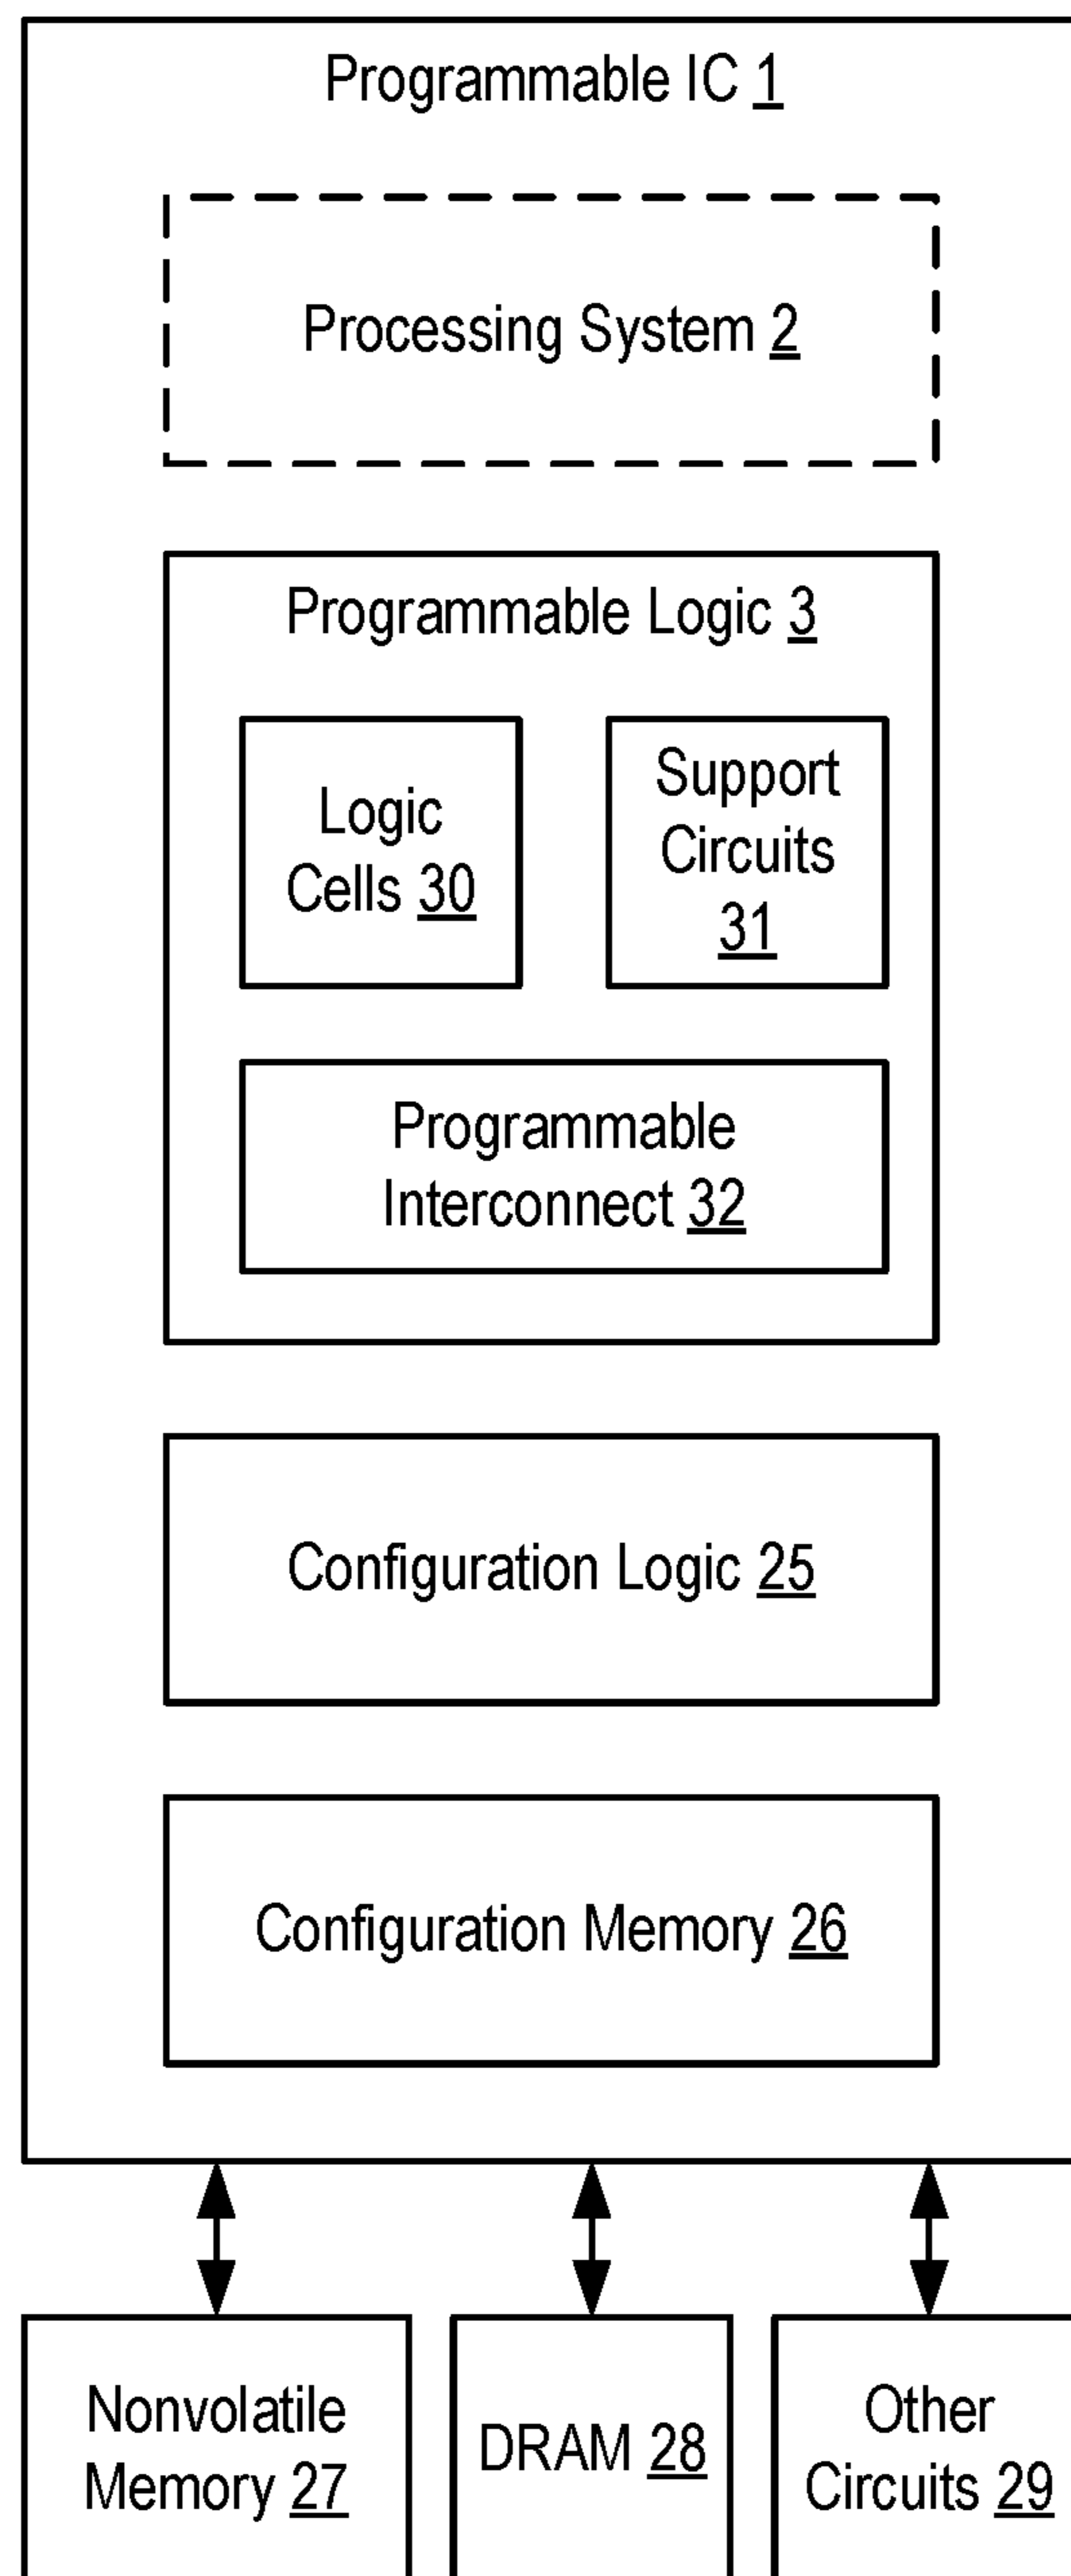 Programmable IC 1
Processing System 2
Programmable Logic 3
Logic
Cells 30
Support
Circuits
31
Programmable
Interconnect 32
Configuration Logic 25
Configuration Memory 26
Nonvolatile
Memory 27
DRAM 28
Other
Circuits 29